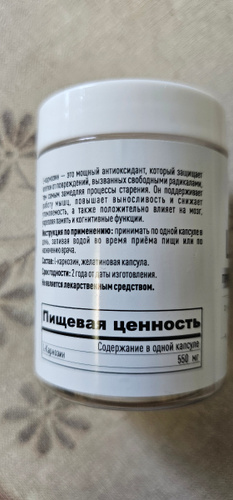 L-карнозин — это мощный антиоксидант, который защищает
от повреждений, вызванных свободными радикалами,
тем самым замедляя процессы старения. Он поддерживает
работу мышц, повышает выносливость и снижает
утомляемость, а также положительно влияет на мозг,
улучшая память и когнитивные функции.
Инструкция по применению: принимать по одной капсуле в
день, запивая водой во время приёма пищи или по
назначению врача.
Состав: L-карнозин, желатиновая капсула.
Срок годности: 2 года от даты изготовления.
Не является лекарственным средством.
Пищевая ценность
Содержание в одной капсуле
L-Карнозин 550 мг